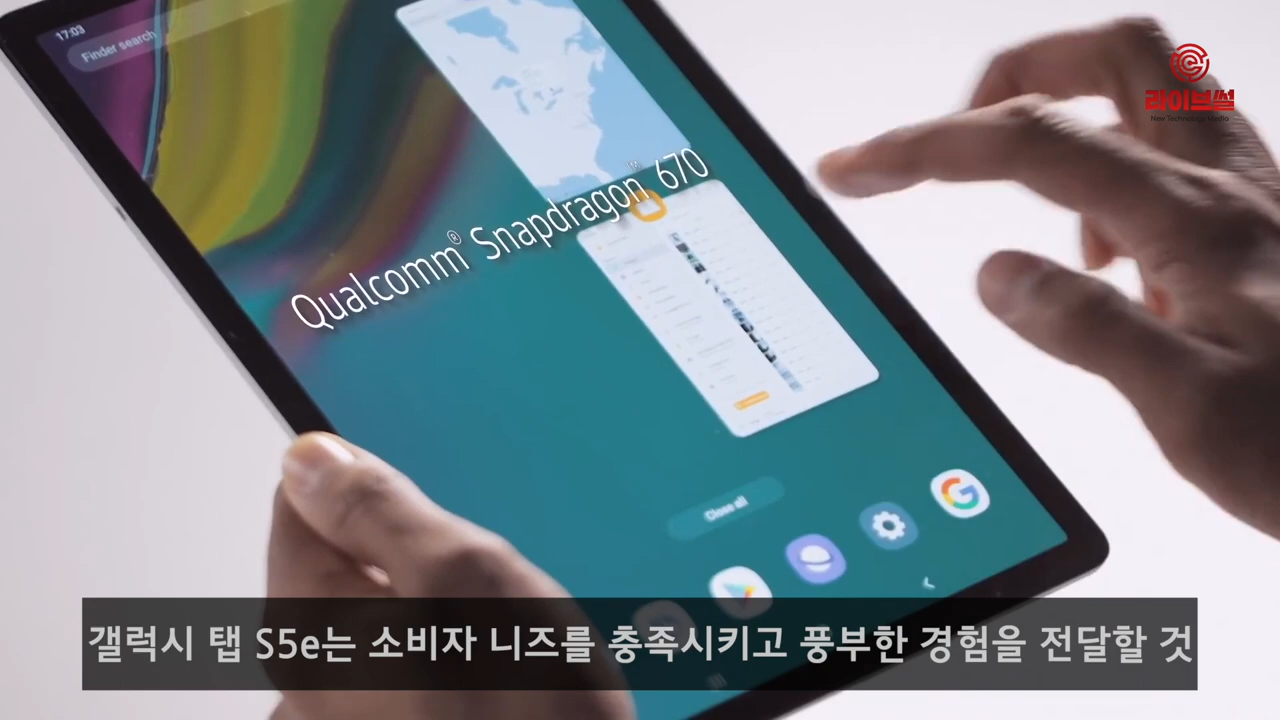 17:03
Finder search
라이브썰
New Technology Media
Qualcomm® Snapdragon™ 670
Close all
갤럭시 탭 S5e는 소비자 니즈를 충족시키고 풍부한 경험을 전달할 것